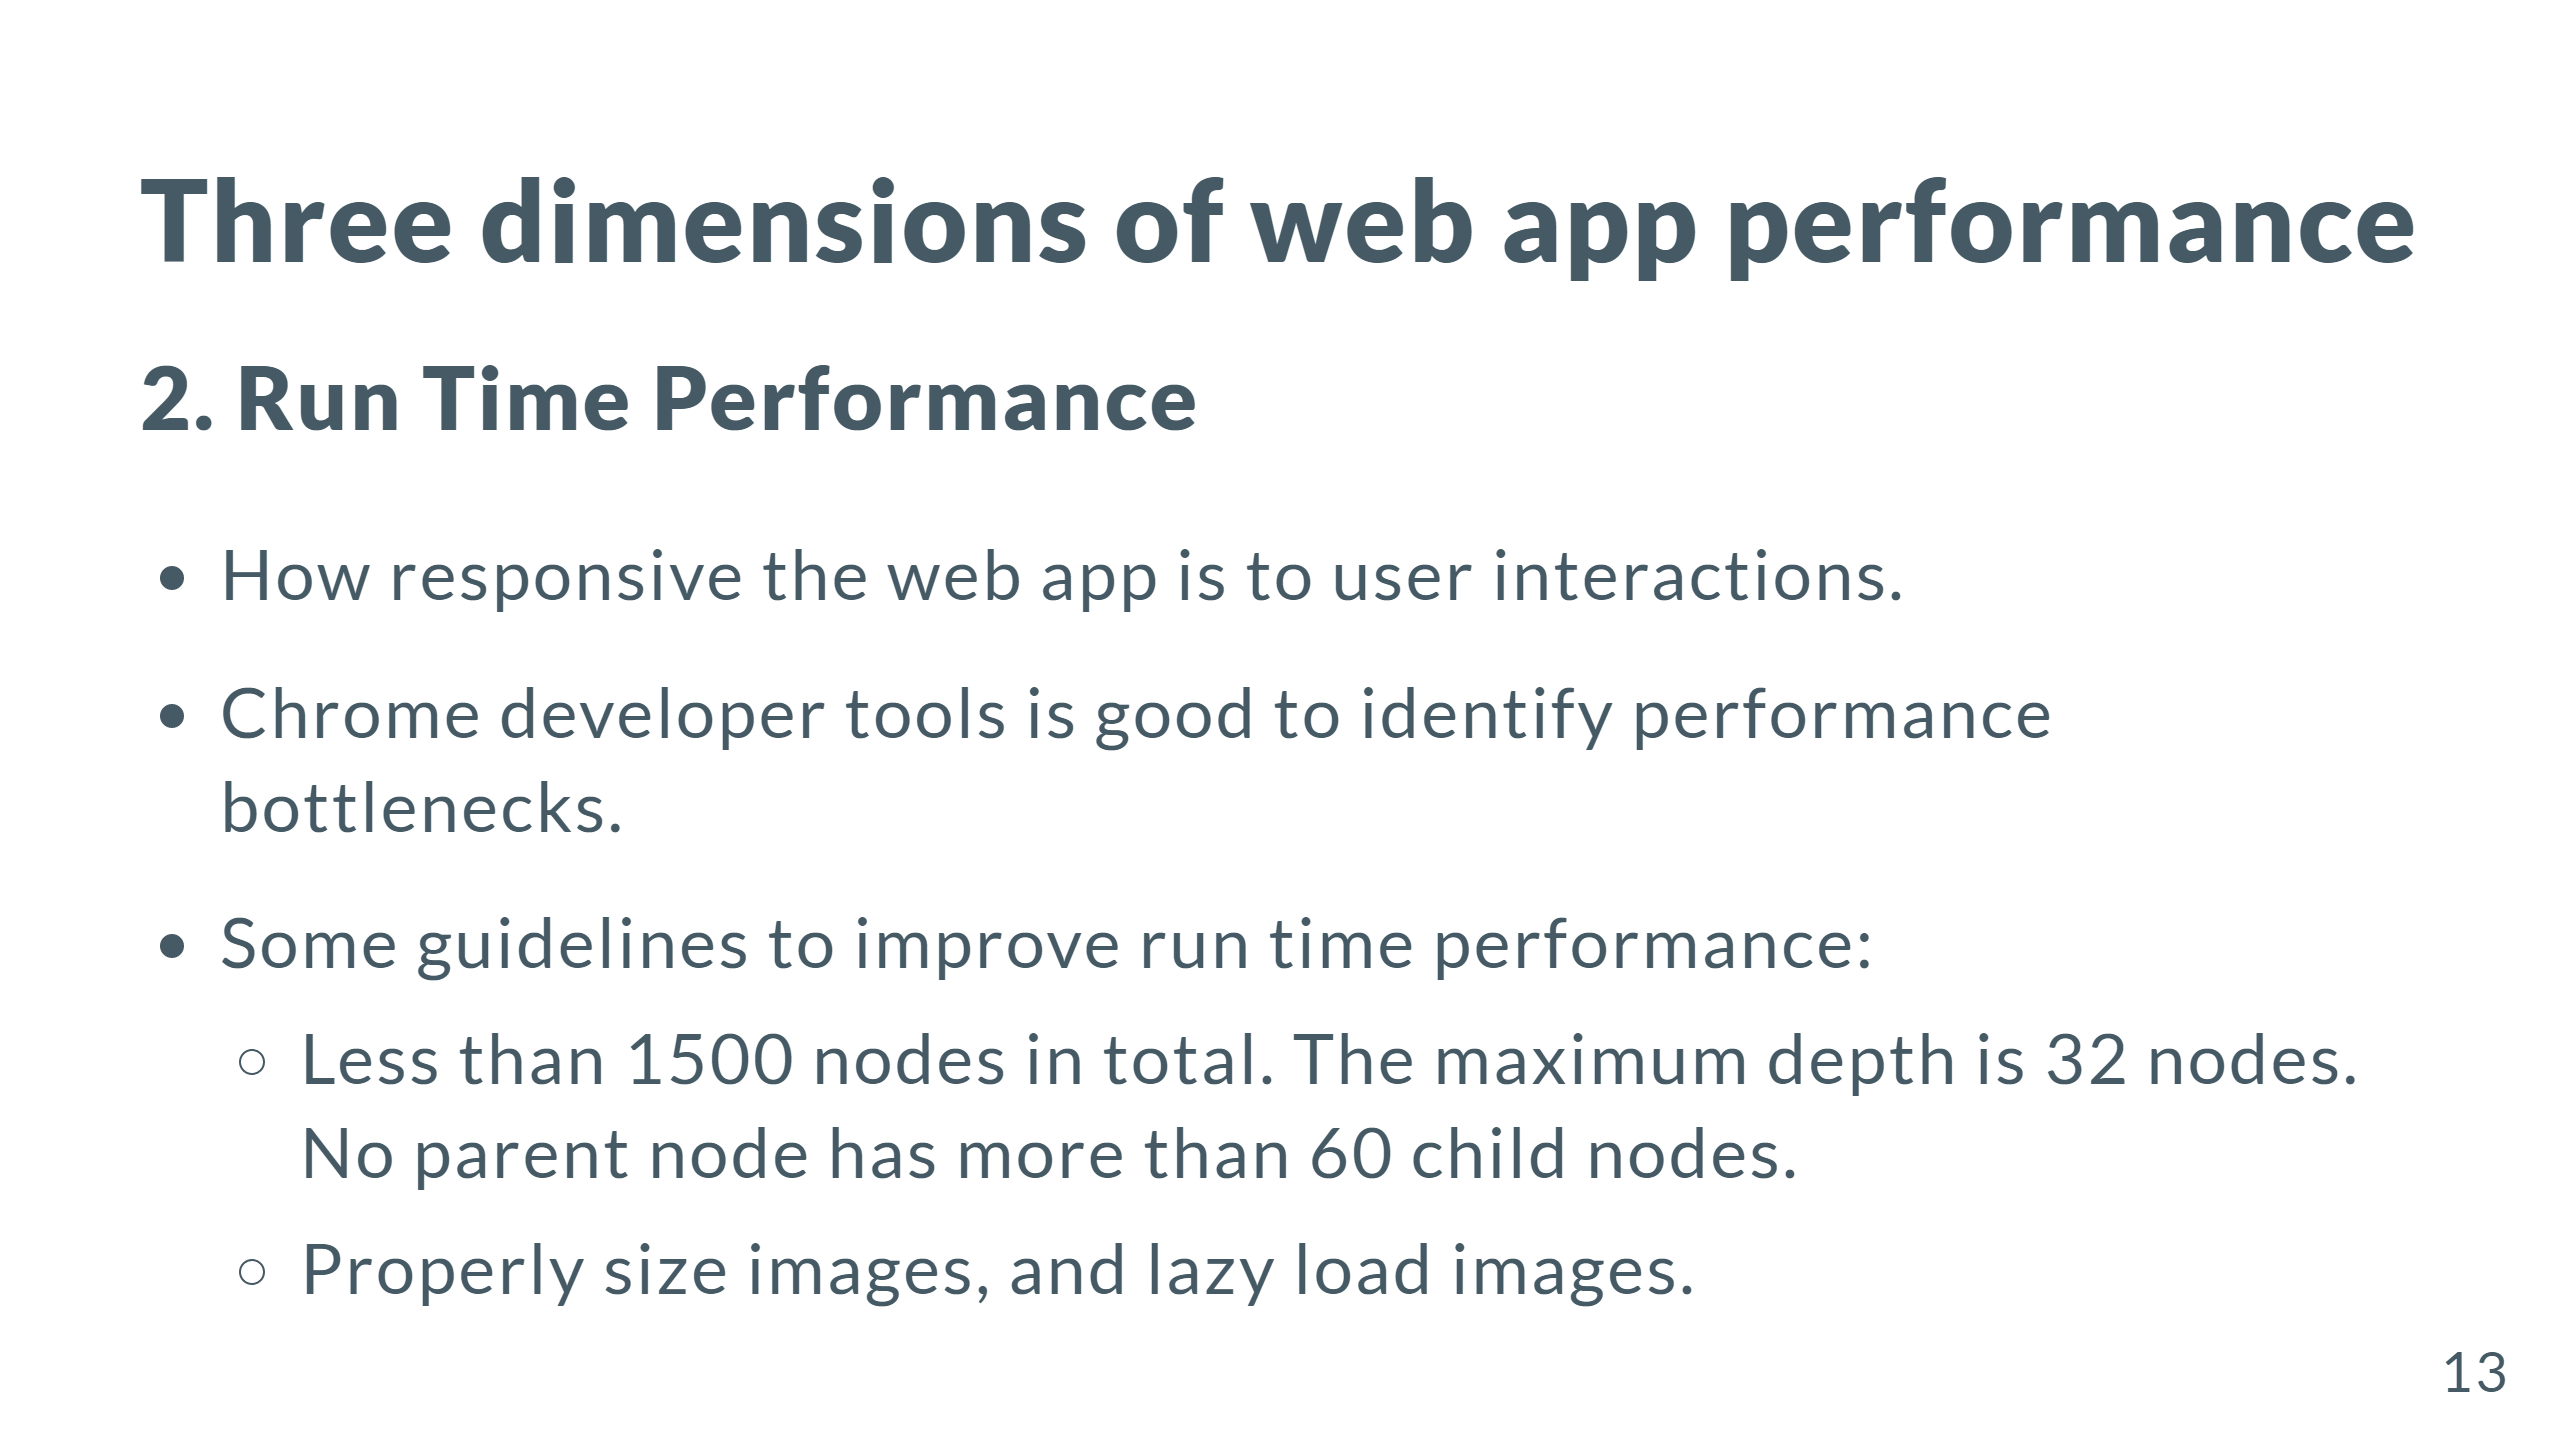 Three dimensions of web app performance
2. Run Time Performance
• How responsive the web app is to user interactions.
• Chrome developer tools is good to identify performance
bottlenecks.
• Some guidelines to improve run time performance:
○ Less than 1500 nodes in total. The maximum depth is 32 nodes.
No parent node has more than 60 child nodes.
○ Properly size images, and lazy load images.
13